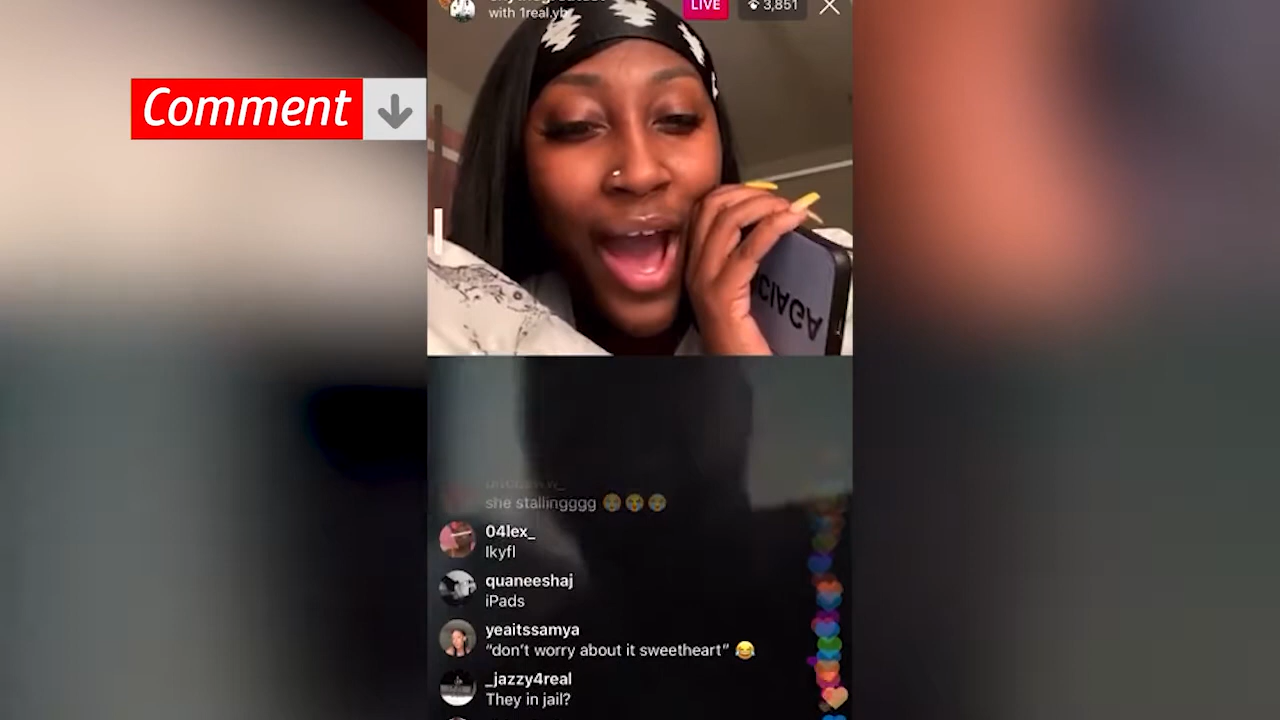 with 1real.yb
LIVE
3,851
Comment
CIAGA
she stallingggg 😭😭😭
04lex_
Ikyfl
quaneeshaj
iPads
yeaitssamya
“don’t worry about it sweetheart” 😂
_jazzy4real
They in jail?